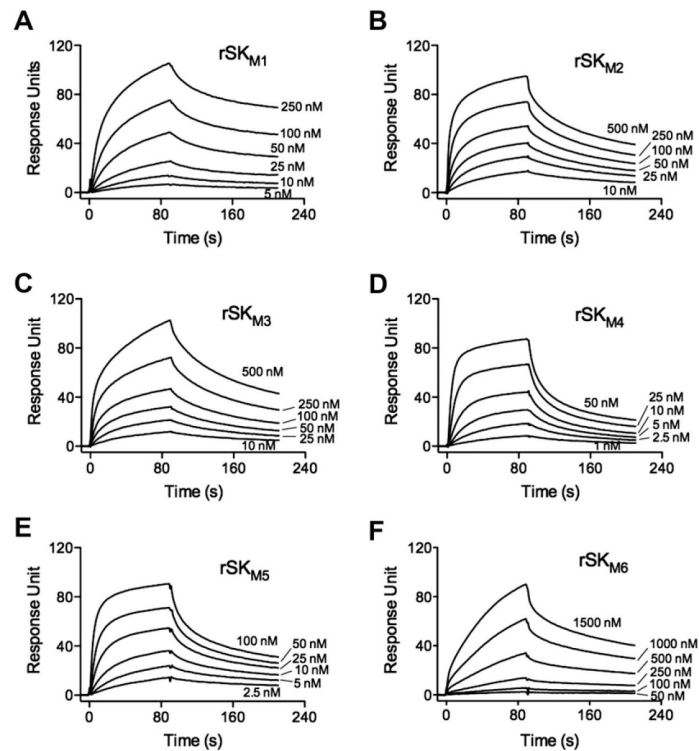 A
rSKM1
Response Units
120
80
40
0
250 nM
100 nM
50 nM
25 nM
10 nM
5 nM
0 80 160 240
Time (s)
B
rSKM2
Response Unit
120
80
40
0
500 nM
250 nM
100 nM
50 nM
25 nM
10 nM
0 80 160 240
Time (s)
C
rSKM3
Response Unit
120
80
40
0
500 nM
250 nM
100 nM
50 nM
25 nM
10 nM
0 80 160 240
Time (s)
D
rSKM4
Response Unit
120
80
40
0
50 nM
25 nM
10 nM
5 nM
2.5 nM
1 nM
0 80 160 240
Time (s)
E
rSKM5
Response Unit
120
80
40
0
100 nM
50 nM
25 nM
10 nM
5 nM
2.5 nM
0 80 160 240
Time (s)
F
rSKM6
Response Unit
120
80
40
0
1500 nM
1000 nM
500 nM
250 nM
100 nM
50 nM
0 80 160 240
Time (s)